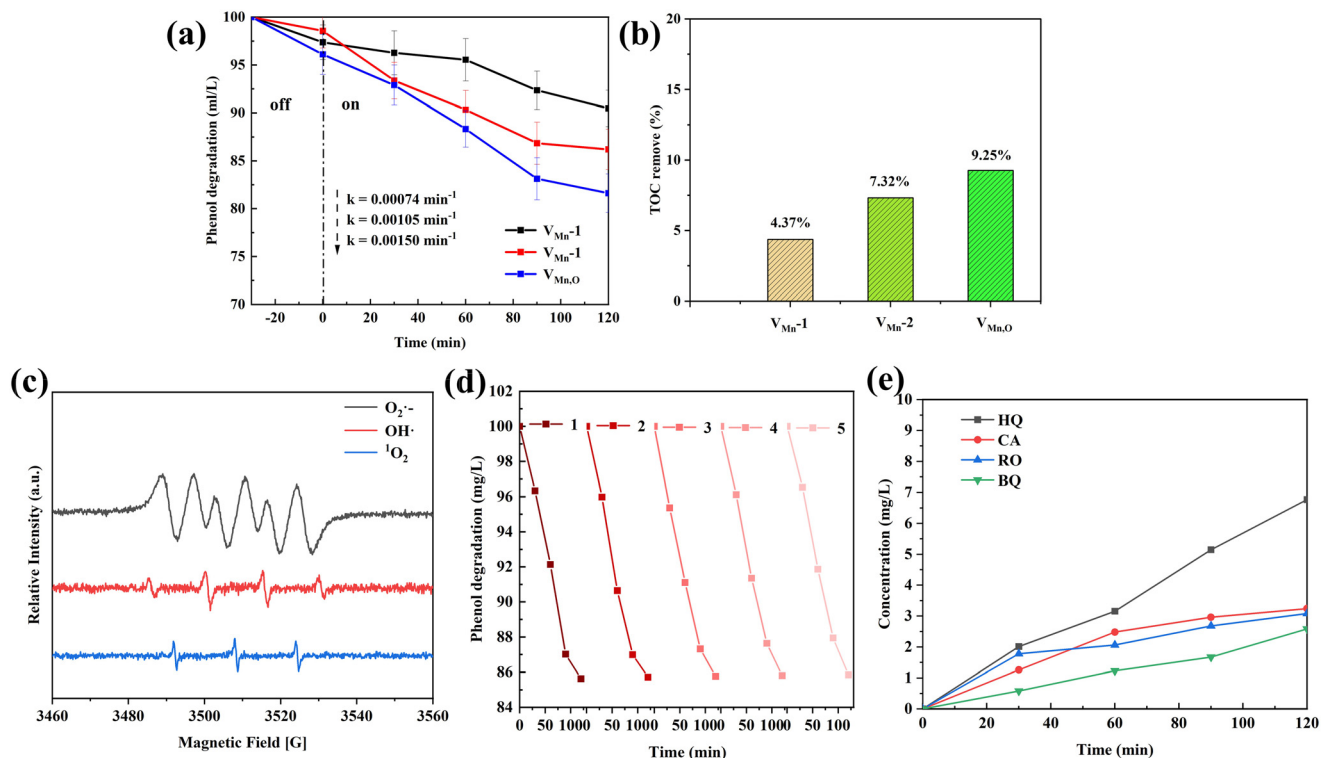 (a)
100
95
90
85
80
75
70
Phenol degradation (ml/L)
off
on
k = 0.00074 min⁻¹
k = 0.00105 min⁻¹
k = 0.00150 min⁻¹
V_Mn-1
V_Mn-1
V_Mn,O
-20 0 20 40 60 80 100 120
Time (min)
(b)
20
15
10
5
0
TOC remove (%)
4.37%
7.32%
9.25%
V_Mn-1 V_Mn-2 V_Mn,O
(c)
Relative Intensity (a.u.)
O₂·-
OH·
¹O₂
3460 3480 3500 3520 3540 3560
Magnetic Field [G]
(d)
102
100
98
96
94
92
90
88
86
84
Phenol degradation (mg/L)
1 2 3 4 5
0 50 1000 50 1000 50 1000 50 1000 50 100
Time (min)
(e)
10
9
8
7
6
5
4
3
2
1
0
Concentration (mg/L)
HQ
CA
RO
BQ
0 20 40 60 80 100 120
Time (min)